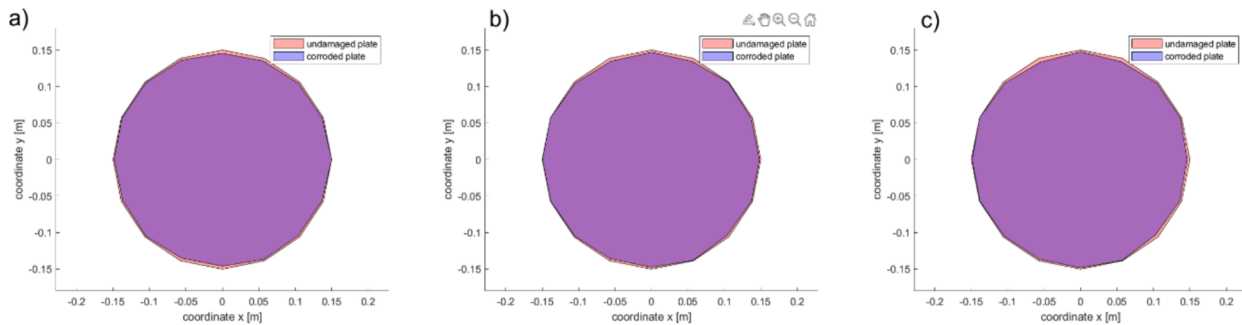 a)
undamaged plate
corroded plate
0.15
0.1
0.05
0
-0.05
-0.1
-0.15
coordinate y [m]
-0.2 -0.15 -0.1 -0.05 0 0.05 0.1 0.15 0.2
coordinate x [m]
b)
undamaged plate
corroded plate
0.15
0.1
0.05
0
-0.05
-0.1
-0.15
coordinate y [m]
-0.2 -0.15 -0.1 -0.05 0 0.05 0.1 0.15 0.2
coordinate x [m]
c)
undamaged plate
corroded plate
0.15
0.1
0.05
0
-0.05
-0.1
-0.15
coordinate y [m]
-0.2 -0.15 -0.1 -0.05 0 0.05 0.1 0.15 0.2
coordinate x [m]